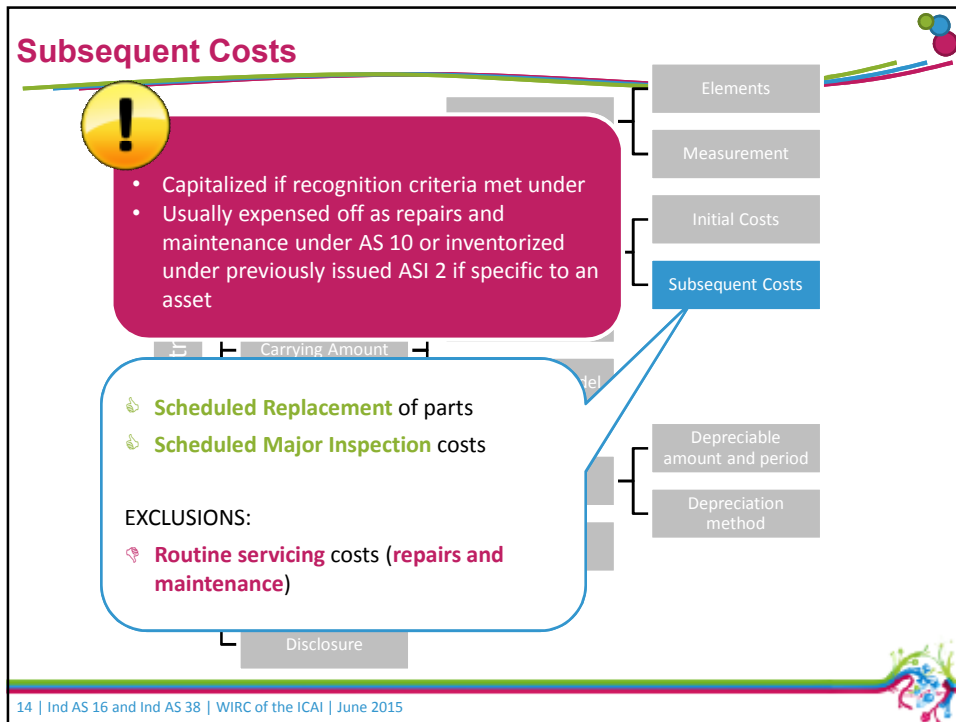 Subsequent Costs
Elements
Measurement
Initial Costs
Subsequent Costs
!
• Capitalized if recognition criteria met under
• Usually expensed off as repairs and
maintenance under AS 10 or inventorized
under previously issued ASI 2 if specific to an
asset
Carrying Amount
Scheduled Replacement of parts
Scheduled Major Inspection costs
EXCLUSIONS:
Routine servicing costs (repairs and
maintenance)
Depreciable
amount and period
Depreciation
method
Disclosure
14 | Ind AS 16 and Ind AS 38 | WIRC of the ICAI | June 2015